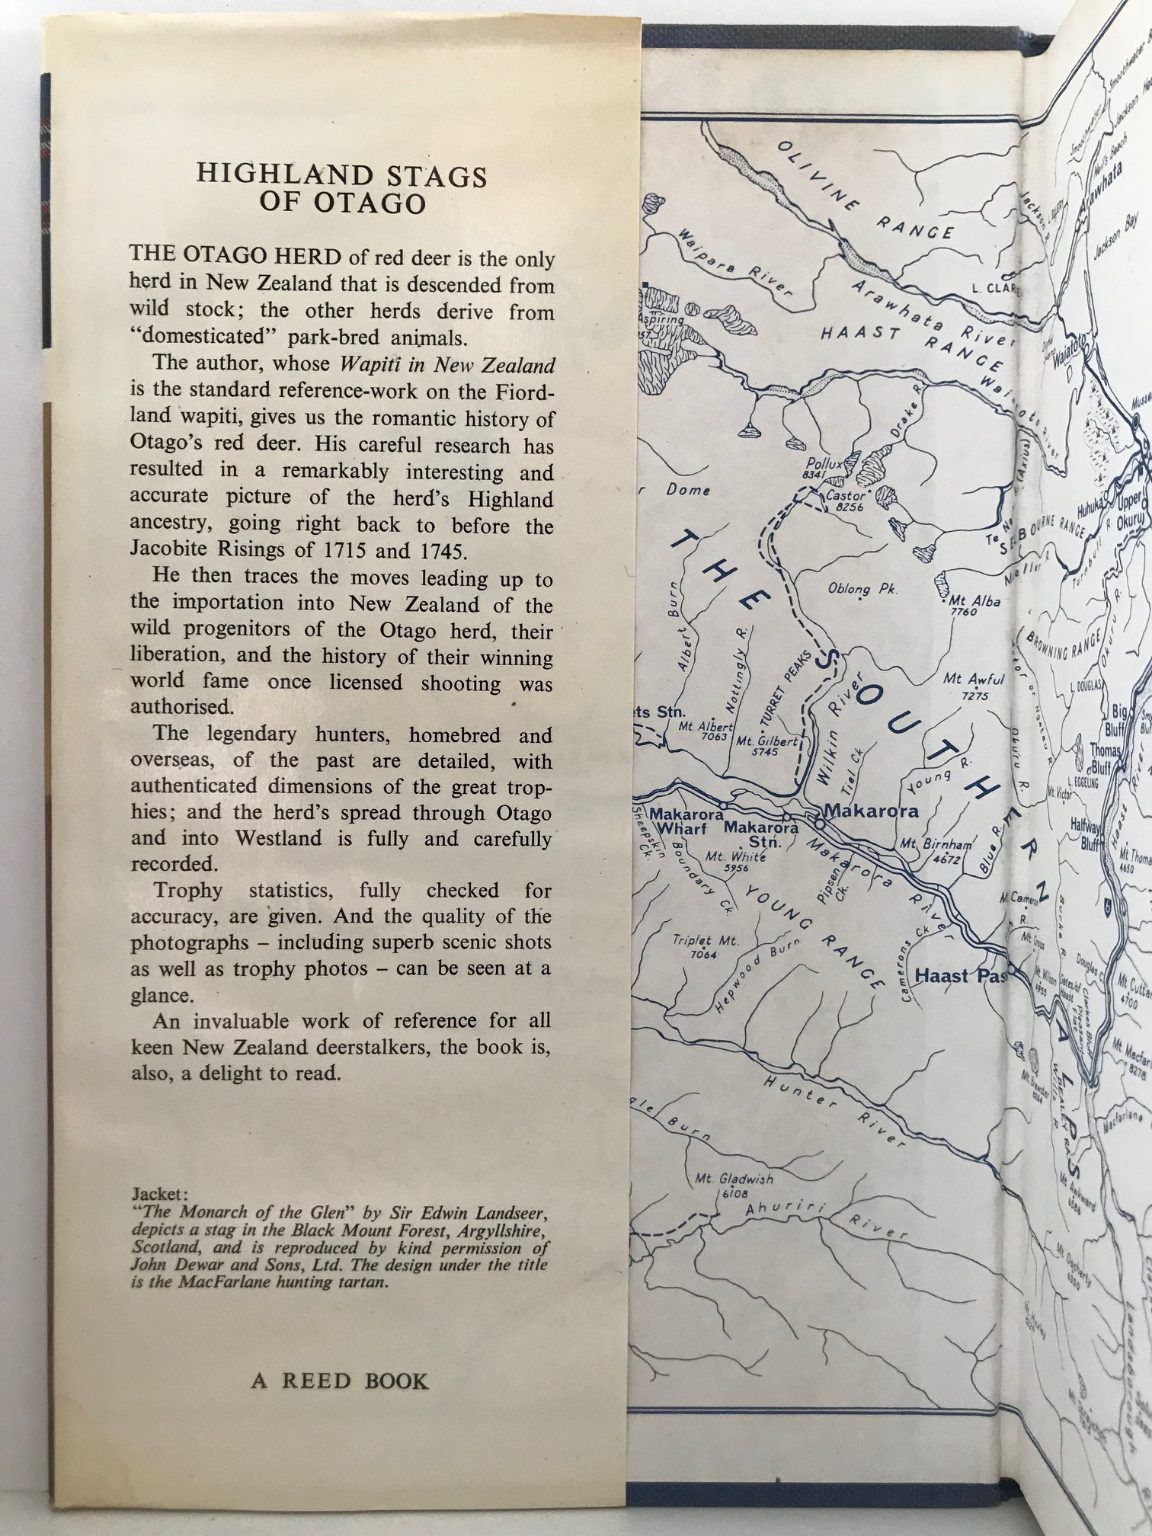 HIGHLAND STAGS
OF OTAGO
THE OTAGO HERD of red deer is the only
herd in New Zealand that is descended from
wild stock; the other herds derive from
“domesticated” park-bred animals.
The author, whose Wapiti in New Zealand
is the standard reference-work on the Fiord-
land wapiti, gives us the romantic history of
Otago’s red deer. His careful research has
resulted in a remarkably interesting and
accurate picture of the herd’s Highland
ancestry, going right back to before the
Jacobite Risings of 1715 and 1745.
He then traces the moves leading up to
the importation into New Zealand of the
wild progenitors of the Otago herd, their
liberation, and the history of their winning
world fame once licensed shooting was
authorised.
The legendary hunters, homebred and
overseas, of the past are detailed, with
authenticated dimensions of the great trop-
hies; and the herd’s spread through Otago
and into Westland is fully and carefully
recorded.
Trophy statistics, fully checked for
accuracy, are given. And the quality of the
photographs – including superb scenic shots
as well as trophy photos – can be seen at a
glance.
An invaluable work of reference for all
keen New Zealand deerstalkers, the book is,
also, a delight to read.
Jacket:
“The Monarch of the Glen” by Sir Edwin Landseer,
depicts a stag in the Black Mount Forest, Argyllshire,
Scotland, and is reproduced by kind permission of
John Dewar and Sons, Ltd. The design under the title
is the MacFarlane hunting tartan.
A REED BOOK
OLIVINE RANGE
Waipara River
L. CLARE
Arawhata River
HAAST RANGE
Drake R.
Pollux
8341
Castor
8256
Dome
THE SOUTHERN ALPS
Oblong Pk.
Mt Alba
7760
Albert Burn
Nottingly R.
TURRET PEAKS
Mt Awful
7275
Mt Albert
7063
Mt. Gilbert
5745
Wilkin River
Tiel Ck
Young R.
Makarora
Makarora
Wharf
Makarora
Stn.
Mt. White
5956
Mt. Birnham
4672
Blue R.
Sheepskin
Ck.
Boundary Ck.
Pipsen
Ck.
Makarora River
YOUNG RANGE
Triplet Mt.
7064
Hepwood Burn
Camerons Ck
Haast Pas
Hunter River
Burn
Mt. Gladwish
6108
Ahuriri River
Arawhata
Jackson Bay
Waiatoto
Upper
Okuru
BROWNING RANGE
L. DOUGLAS
Big
Bluff
Thomas
Bluff
L. EGGELING
Halfway
Bluff
Haast River